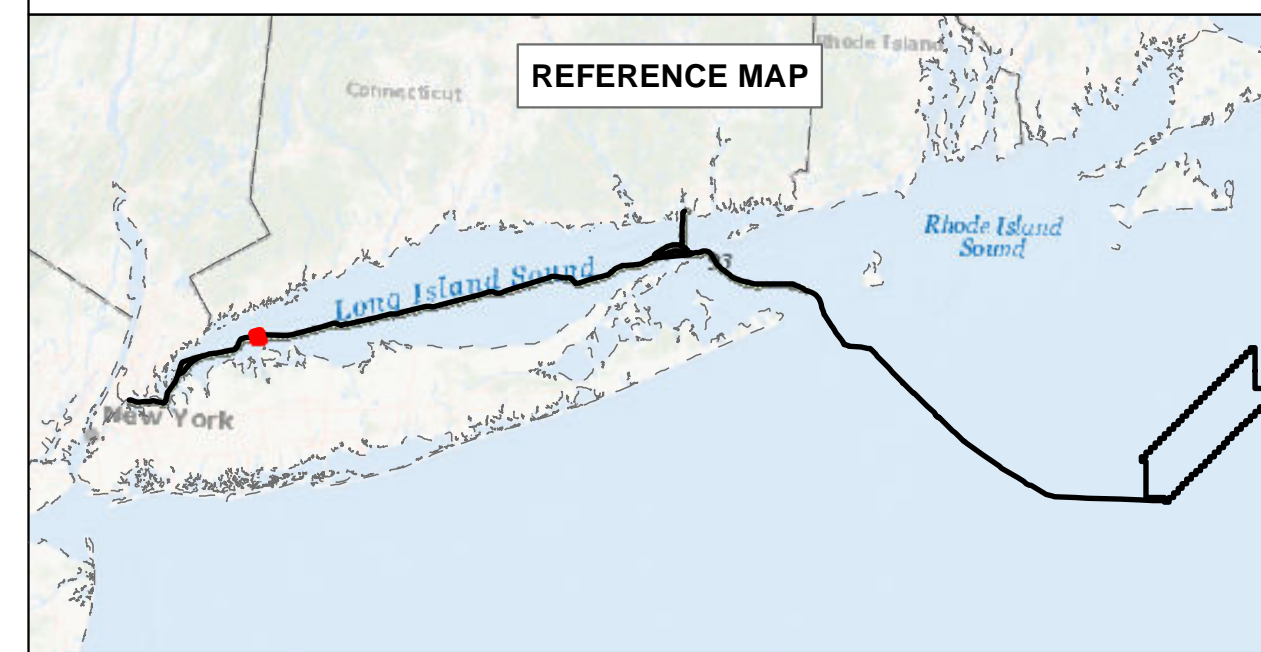 REFERENCE MAP
Rhode Island
Connecticut
Rhode Island
Sound
Long Island Sound
New York